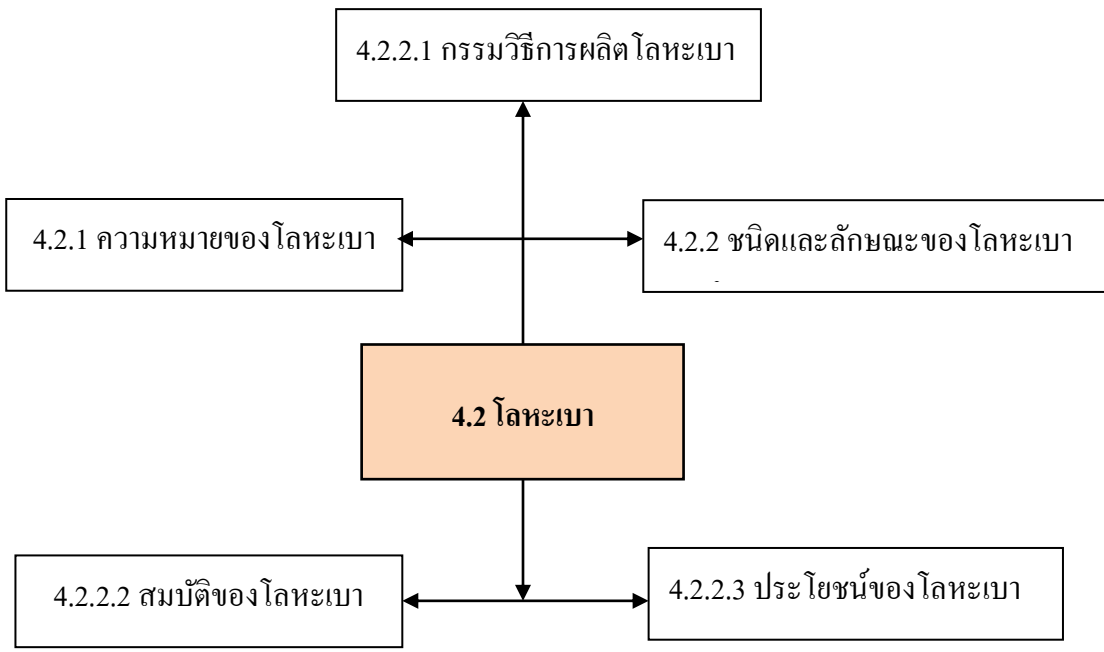 4.2.2.1 กรรมวิธีการผลิตโลหะเบา
4.2.1 ความหมายของโลหะเบา
4.2.2 ชนิดและลักษณะของโลหะเบา
4.2 โลหะเบา
4.2.2.2 สมบัติของโลหะเบา
4.2.2.3 ประโยชน์ของโลหะเบา